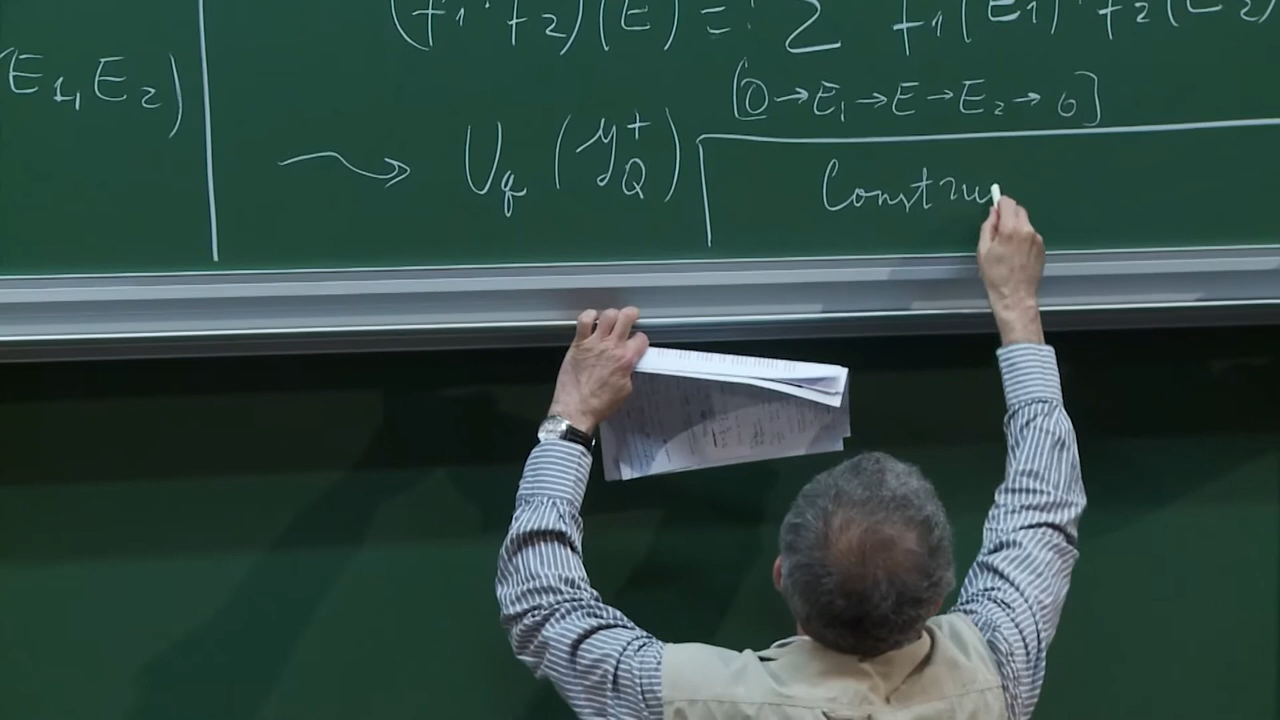 (f1·f2)(E) =: ∑ f1(E1)·f2(E2)
E1, E2)
[0→E1→E→E2→0]
⇝ Uq(y+Q)
Constru